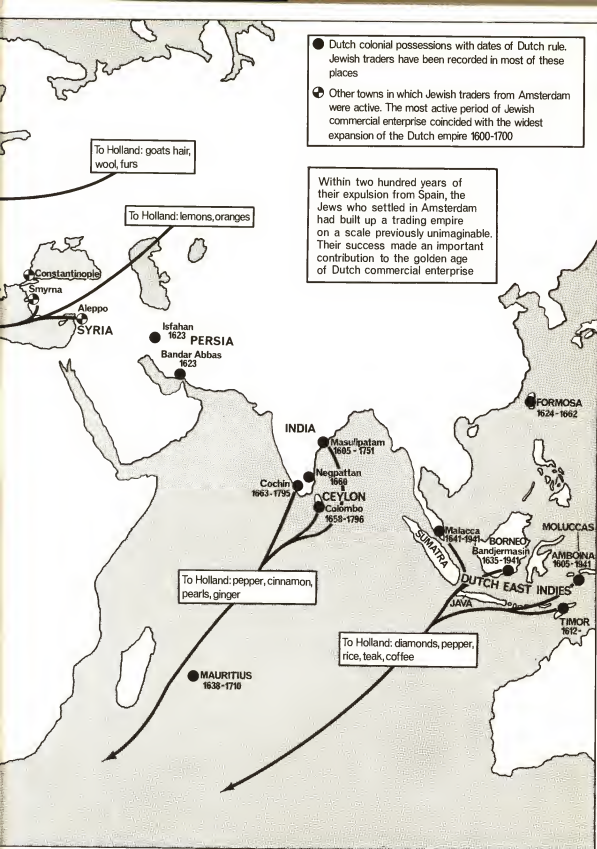 Dutch colonial possessions with dates of Dutch rule.
Jewish traders have been recorded in most of these
places
Other towns in which Jewish traders from Amsterdam
were active. The most active period of Jewish
commercial enterprise coincided with the widest
expansion of the Dutch empire 1600-1700
To Holland: goats hair,
wool, furs
Within two hundred years of
their expulsion from Spain, the
Jews who settled in Amsterdam
had built up a trading empire
on a scale previously unimaginable.
Their success made an important
contribution to the golden age
of Dutch commercial enterprise
To Holland: lemons, oranges
Constantinople
Smyrna
Aleppo
SYRIA
Isfahan
1623
PERSIA
Bandar Abbas
1623
FORMOSA
1624-1662
INDIA
Masulipatam
1605-1751
Negpattan
1660
Cochin
1663-1795
CEYLON
Colombo
1658-1796
Malacca
1641-1941
SUMATRA
BORNEO
Bandjermasin
1635-1941
MOLUCCAS
AMBOINA
1605-1941
DUTCH EAST INDIES
JAVA
TIMOR
1612-
To Holland: pepper, cinnamon,
pearls, ginger
To Holland: diamonds, pepper,
rice, teak, coffee
MAURITIUS
1638-1710